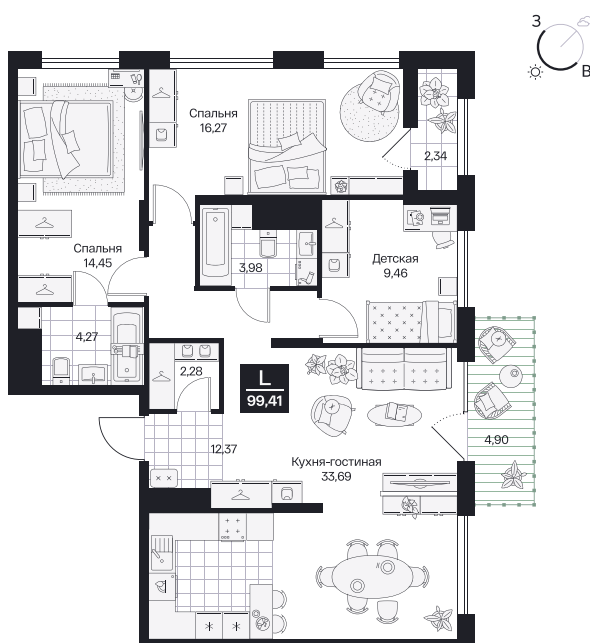 З
В
Спальня
16,27
2,34
Спальня
14,45
3,98
Детская
9,46
4,27
2,28
L
99,41
12,37
Кухня-гостиная
33,69
4,90